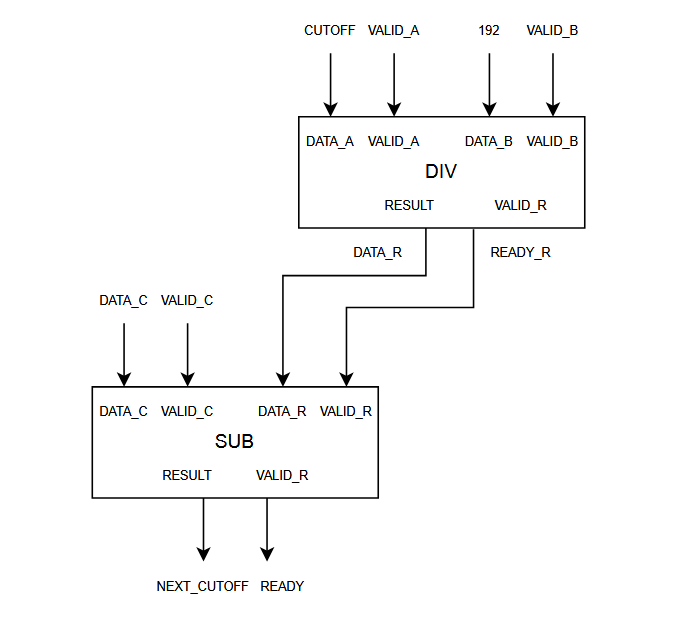 CUTOFF VALID_A 192 VALID_B
DATA_A VALID_A DATA_B VALID_B
DIV
RESULT VALID_R
DATA_R READY_R
DATA_C VALID_C
DATA_C VALID_C DATA_R VALID_R
SUB
RESULT VALID_R
NEXT_CUTOFF READY